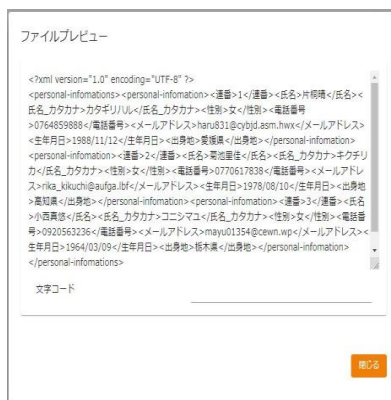 ファイルプレビュー
<?xml version="1.0" encoding="UTF-8" ?>
<personal-infomations><personal-infomation><連番>1</連番><氏名>片桐晴</氏名><
氏名_カタカナ>カタギリハル</氏名_カタカナ><性別>女</性別><電話番号
>0764859888</電話番号><メールアドレス>haru831@cybjd.asm.hwx</メールアドレス>
<生年月日>1988/11/12</生年月日><出身地>愛媛県</出身地></personal-infomation>
<personal-infomation><連番>2</連番><氏名>菊池里佳</氏名><氏名_カタカナ>キクチリ
カ</氏名_カタカナ><性別>女</性別><電話番号>0770617838</電話番号><メールアドレ
ス>rika_kikuchi@aufga.lbf</メールアドレス><生年月日>1978/08/10</生年月日><出身地
>高知県</出身地></personal-infomation><personal-infomation><連番>3</連番><氏名
>小西真悠</氏名><氏名_カタカナ>コニシマユ</氏名_カタカナ><性別>女</性別><電話番
号>0920563236</電話番号><メールアドレス>mayu01354@cewn.wp</メールアドレス><
生年月日>1964/03/09</生年月日><出身地>栃木県</出身地></personal-infomation>
</personal-infomations>
文字コード
閉じる